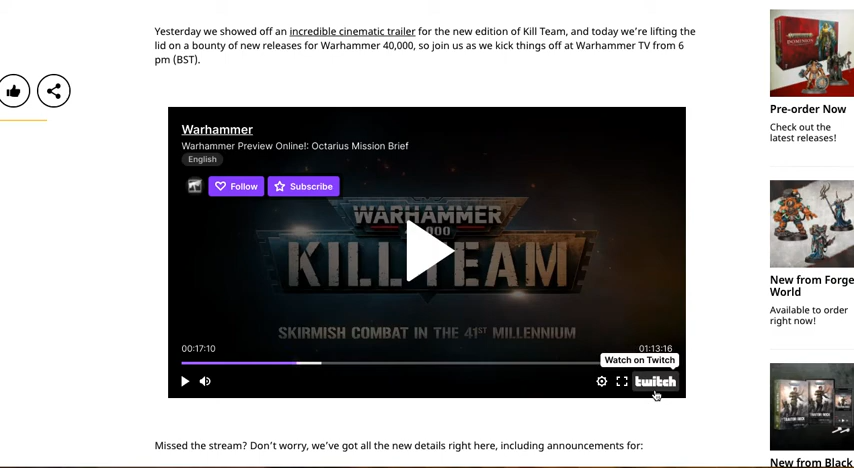 Yesterday we showed off an incredible cinematic trailer for the new edition of Kill Team, and today we're lifting the
lid on a bounty of new releases for Warhammer 40,000, so join us as we kick things off at Warhammer TV from 6
pm (BST).
Warhammer
Warhammer Preview Online!: Octarius Mission Brief
English
Follow
Subscribe
WARHAMMER
KILL TEAM
SKIRMISH COMBAT IN THE 41ST MILLENNIUM
00:17:10
01:13:16
Watch on Twitch
twitch
Missed the stream? Don't worry, we've got all the new details right here, including announcements for:
Pre-order Now
Check out the
latest releases!
New from Forge
World
Available to order
right now!
New from Black